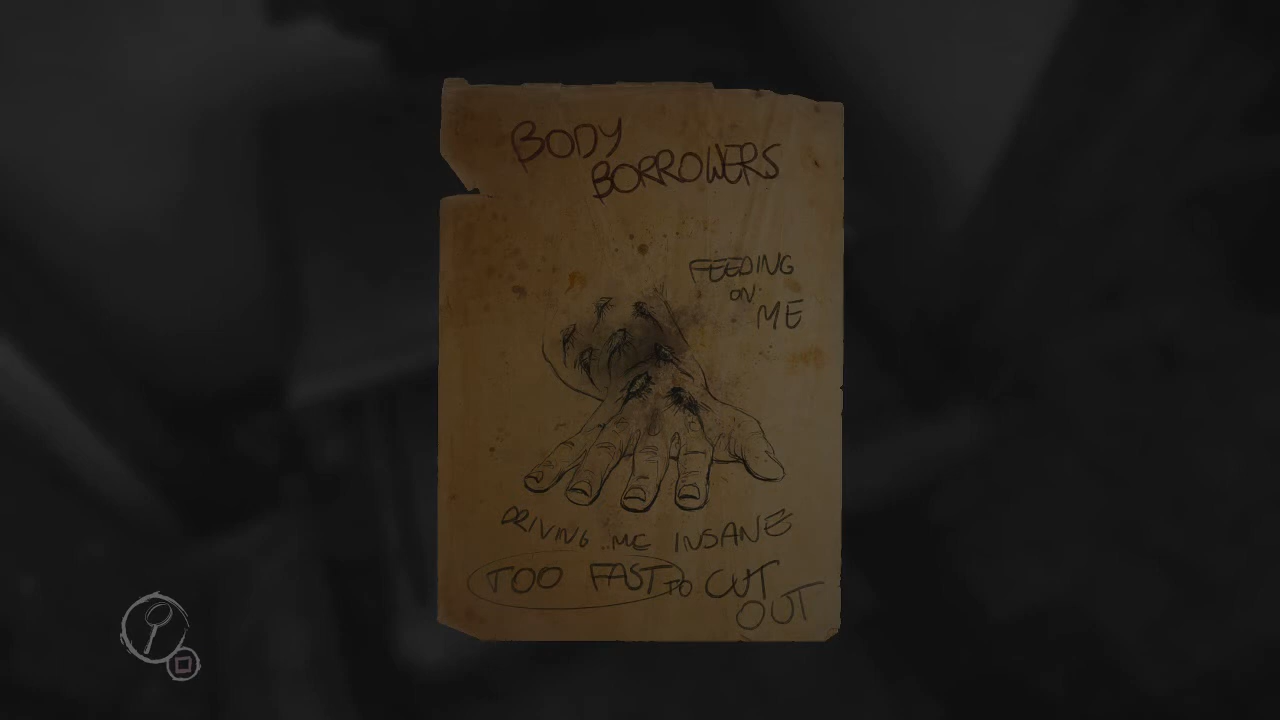 BODY
BORROWERS
FEEDING
ON
ME
DRIVING ME INSANE
TOO FAST TO CUT
OUT